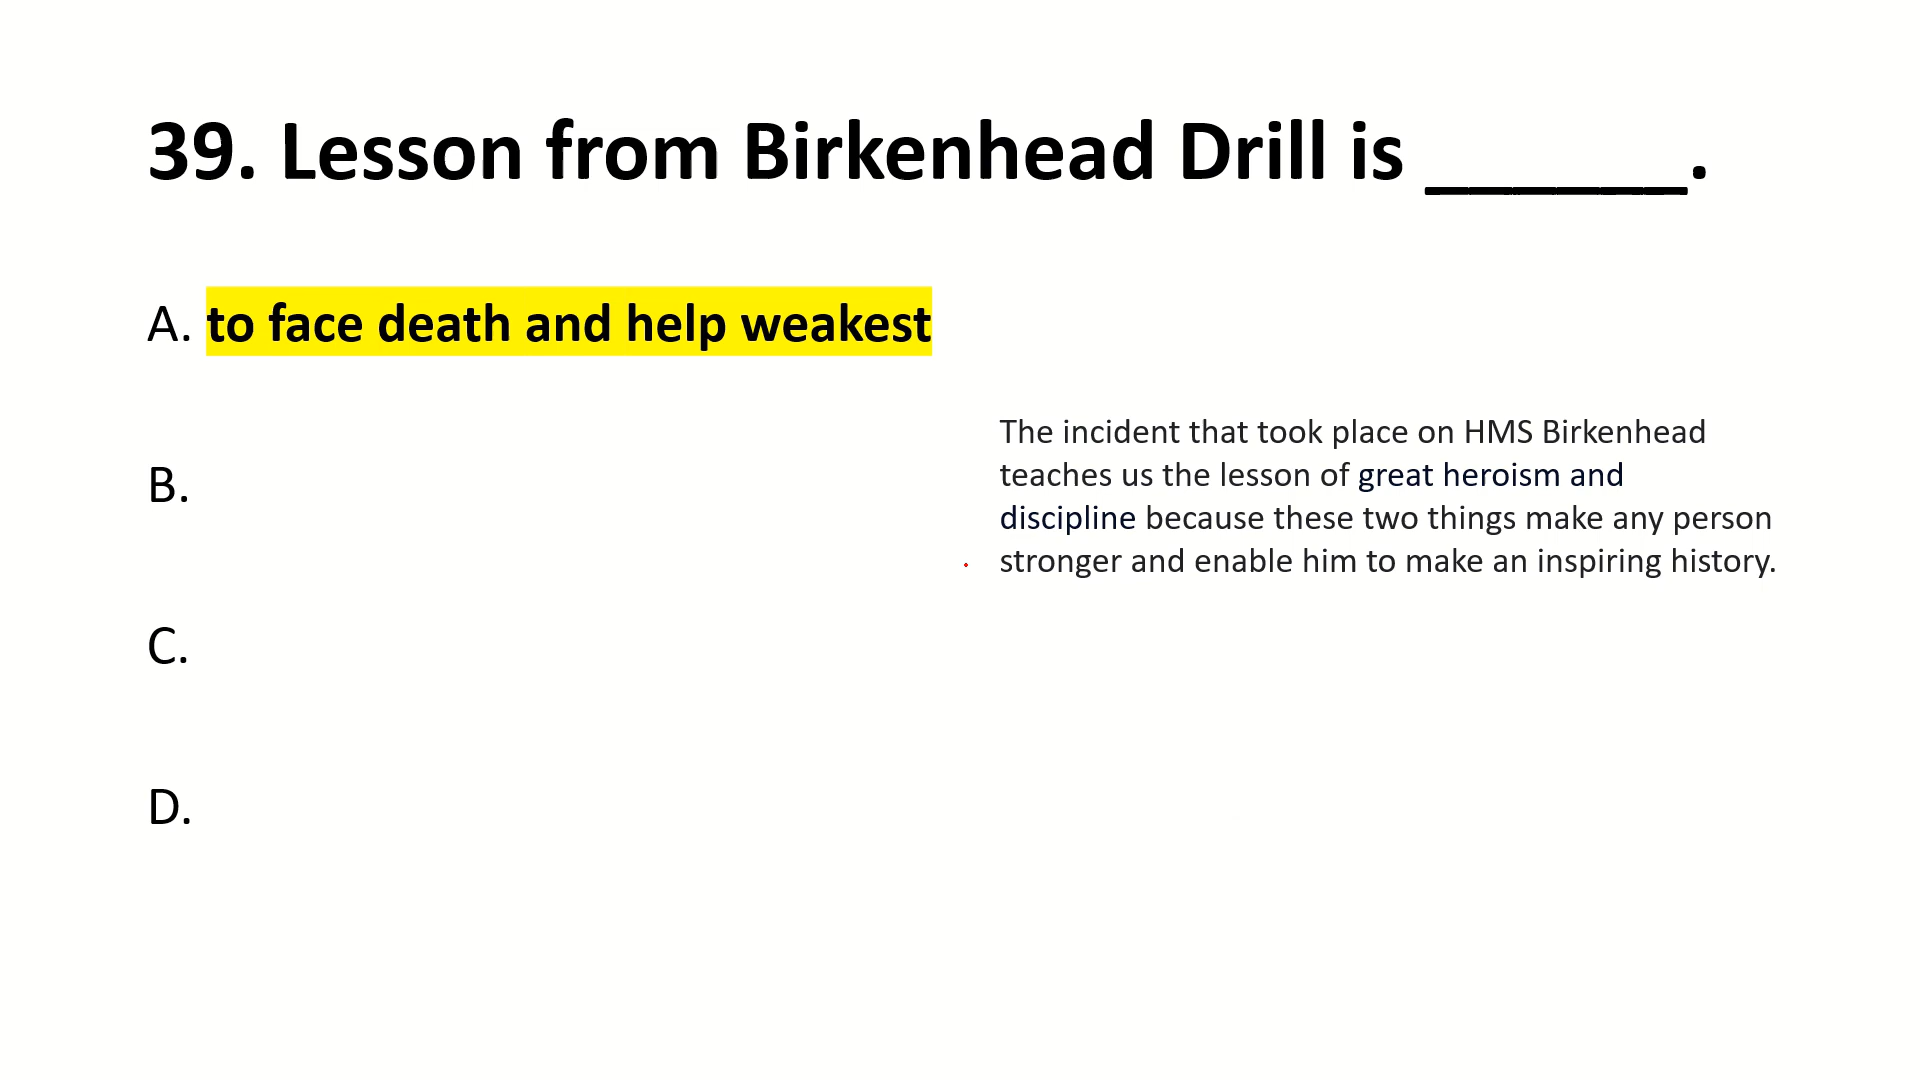 39. Lesson from Birkenhead Drill is ______.
A. to face death and help weakest
The incident that took place on HMS Birkenhead
teaches us the lesson of great heroism and
B.
discipline because these two things make any person
stronger and enable him to make an inspiring history.
C.
D.